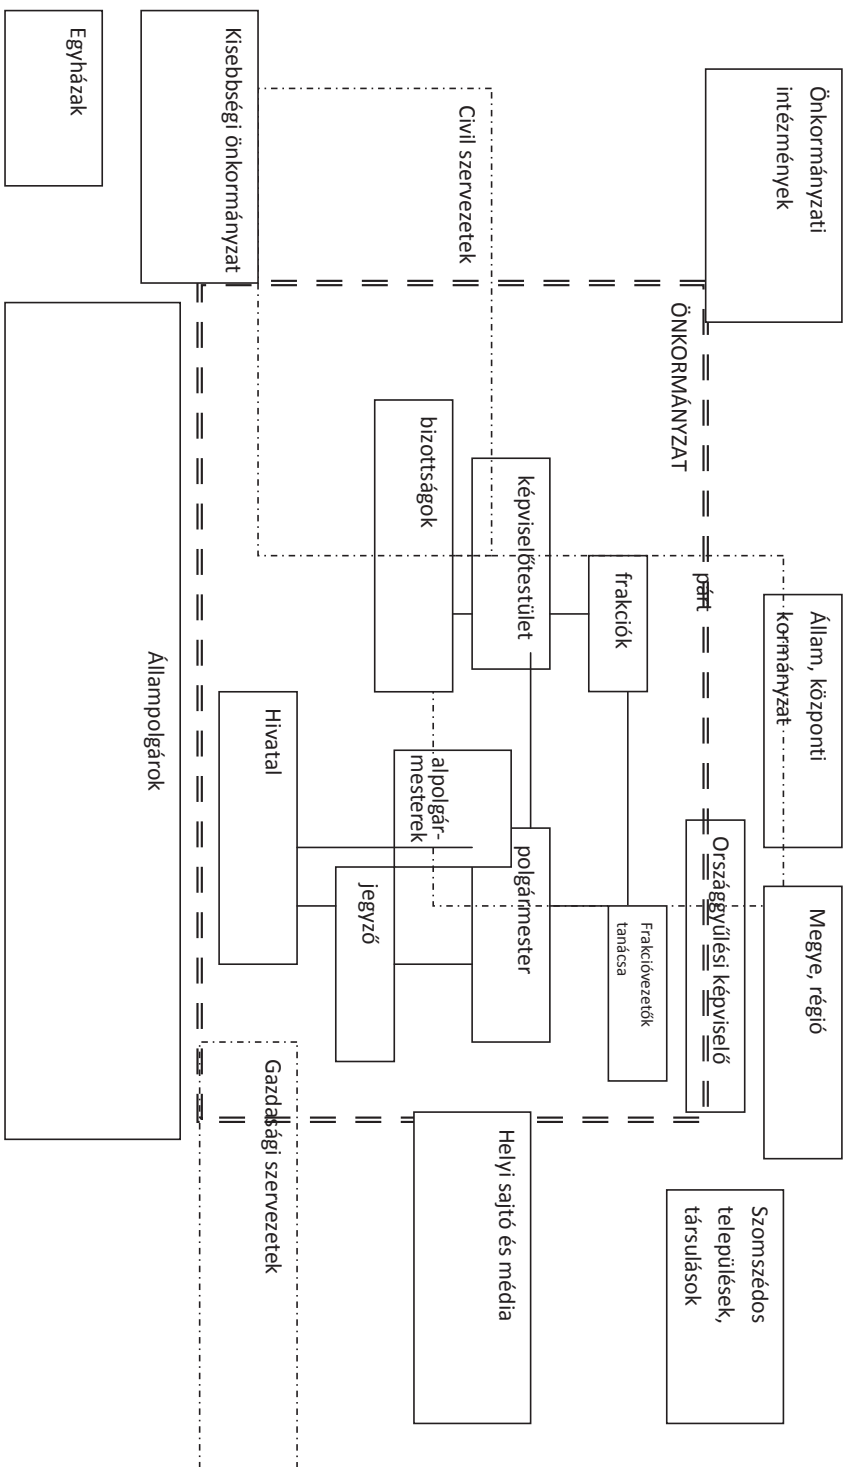 Önkormányzati
intézmények
Állam, központi
kormányzat
Megye, régió
Szomszédos
települések,
társulások
ÖNKORMÁNYZAT
párt
Országgyűlési képviselő
frakciók
Frakcióvezetők
tanácsa
Civil szervezetek
képviselőtestület
polgármester
Helyi sajtó és média
bizottságok
alpolgár-
mesterek
jegyző
Kisebbségi önkormányzat
Hivatal
Gazdasági szervezetek
Egyházak
Állampolgárok